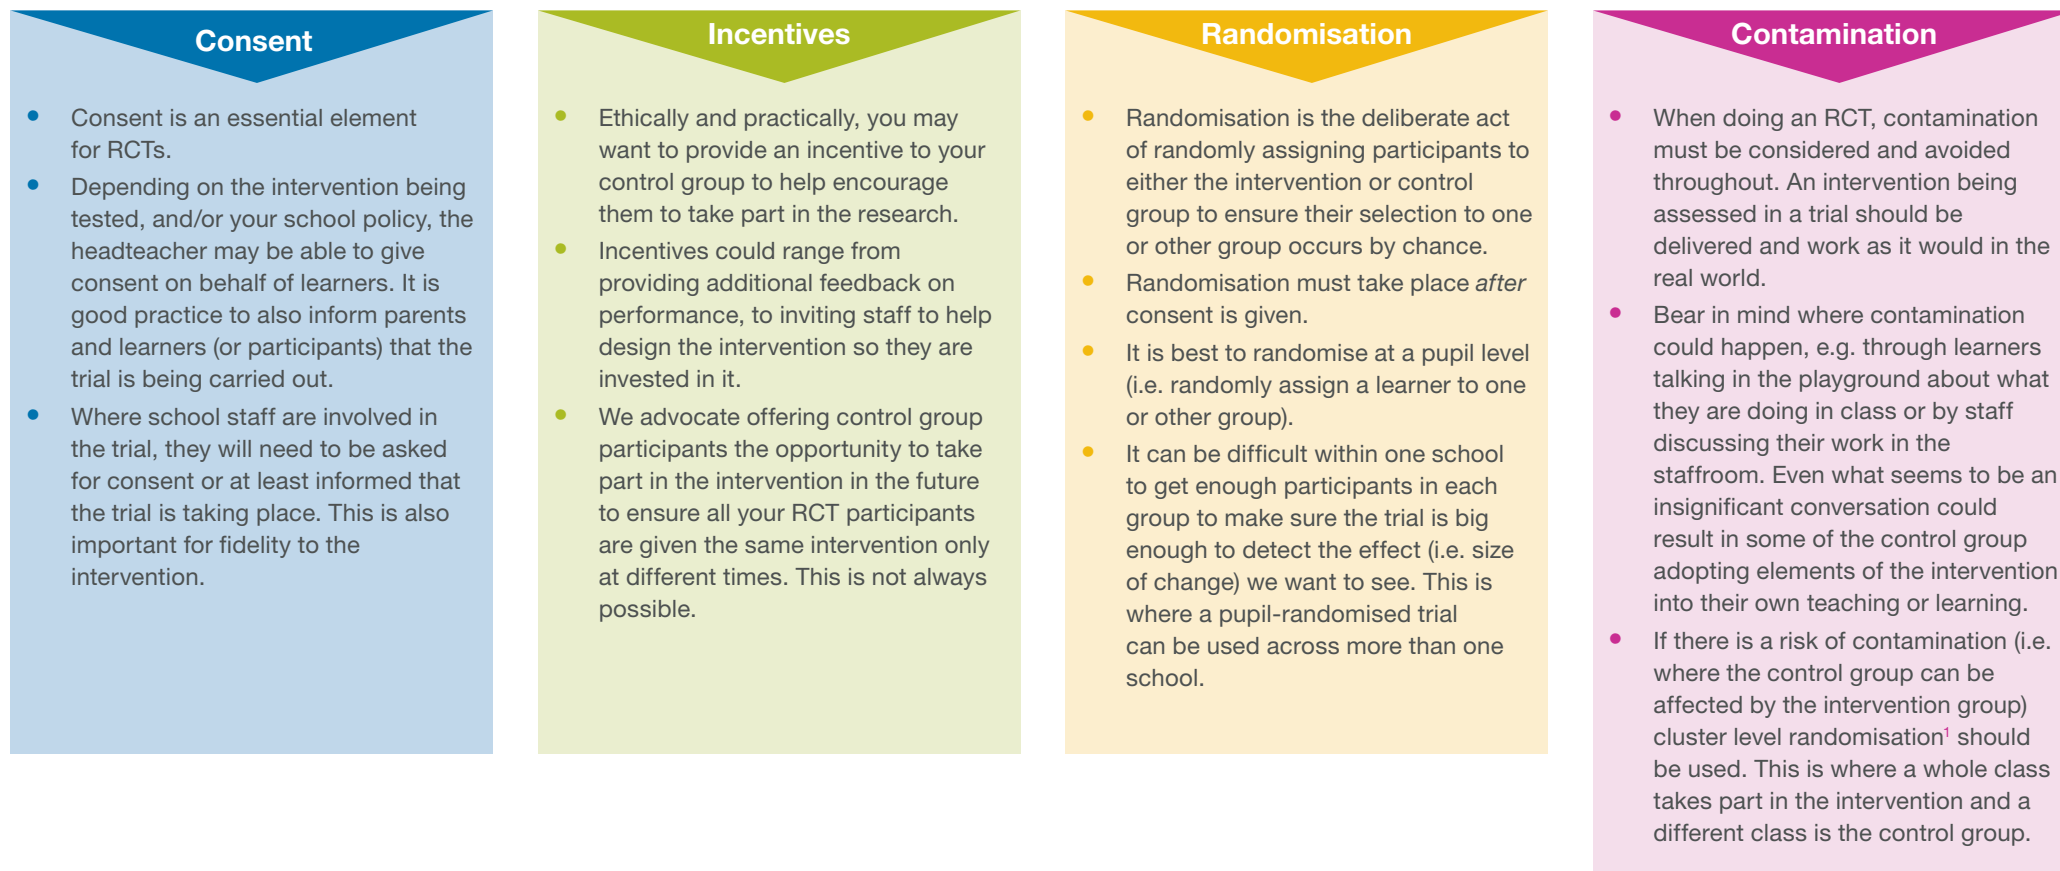 Consent
• Consent is an essential element
for RCTs.
• Depending on the intervention being
tested, and/or your school policy, the
headteacher may be able to give
consent on behalf of learners. It is
good practice to also inform parents
and learners (or participants) that the
trial is being carried out.
• Where school staff are involved in
the trial, they will need to be asked
for consent or at least informed that
the trial is taking place. This is also
important for fidelity to the
intervention.
Incentives
• Ethically and practically, you may
want to provide an incentive to your
control group to help encourage
them to take part in the research.
• Incentives could range from
providing additional feedback on
performance, to inviting staff to help
design the intervention so they are
invested in it.
• We advocate offering control group
participants the opportunity to take
part in the intervention in the future
to ensure all your RCT participants
are given the same intervention only
at different times. This is not always
possible.
Randomisation
• Randomisation is the deliberate act
of randomly assigning participants to
either the intervention or control
group to ensure their selection to one
or other group occurs by chance.
• Randomisation must take place after
consent is given.
• It is best to randomise at a pupil level
(i.e. randomly assign a learner to one
or other group).
• It can be difficult within one school
to get enough participants in each
group to make sure the trial is big
enough to detect the effect (i.e. size
of change) we want to see. This is
where a pupil-randomised trial
can be used across more than one
school.
Contamination
• When doing an RCT, contamination
must be considered and avoided
throughout. An intervention being
assessed in a trial should be
delivered and work as it would in the
real world.
• Bear in mind where contamination
could happen, e.g. through learners
talking in the playground about what
they are doing in class or by staff
discussing their work in the
staffroom. Even what seems to be an
insignificant conversation could
result in some of the control group
adopting elements of the intervention
into their own teaching or learning.
• If there is a risk of contamination (i.e.
where the control group can be
affected by the intervention group)
cluster level randomisation¹ should
be used. This is where a whole class
takes part in the intervention and a
different class is the control group.